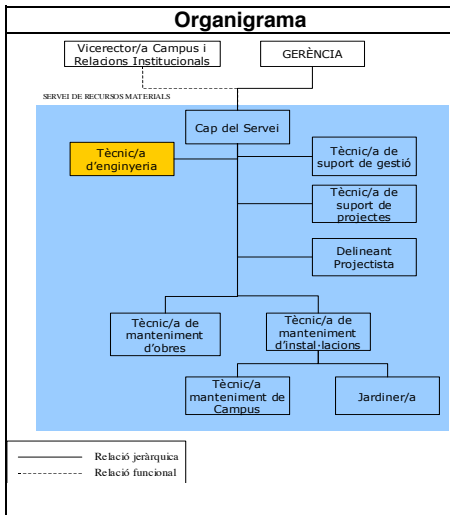 Organigrama
Vicerector/a Campus i
Relacions Institucionals
GERÈNCIA
SERVEI DE RECURSOS MATERIALS
Cap del Servei
Tècnic/a
d'enginyeria
Tècnic/a de
suport de gestió
Tècnic/a de
suport de
projectes
Delineant
Projectista
Tècnic/a de
manteniment
d'obres
Tècnic/a de
manteniment
d'instal·lacions
Tècnic/a
manteniment de
Campus
Jardiner/a
Relació jeràrquica
Relació funcional